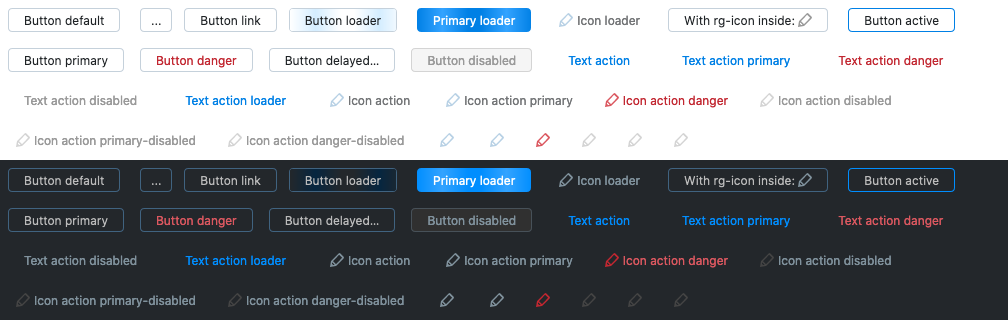 Button default ... Button link Button loader Primary loader Icon loader With rg-icon inside: Button active
Button primary Button danger Button delayed... Button disabled Text action Text action primary Text action danger
Text action disabled Text action loader Icon action Icon action primary Icon action danger Icon action disabled
Icon action primary-disabled Icon action danger-disabled
Button default ... Button link Button loader Primary loader Icon loader With rg-icon inside: Button active
Button primary Button danger Button delayed... Button disabled Text action Text action primary Text action danger
Text action disabled Text action loader Icon action Icon action primary Icon action danger Icon action disabled
Icon action primary-disabled Icon action danger-disabled